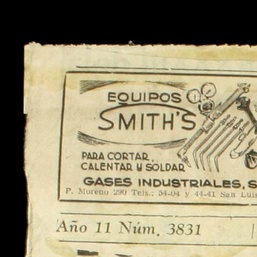 EQUIPOS
SMITH'S
PARA CORTAR,
CALENTAR y SOLDAR
GASES INDUSTRIALES, S
P. Moreno 290 Tels.: 54-04 y 44-41 San Luis
Año 11 Núm. 3831